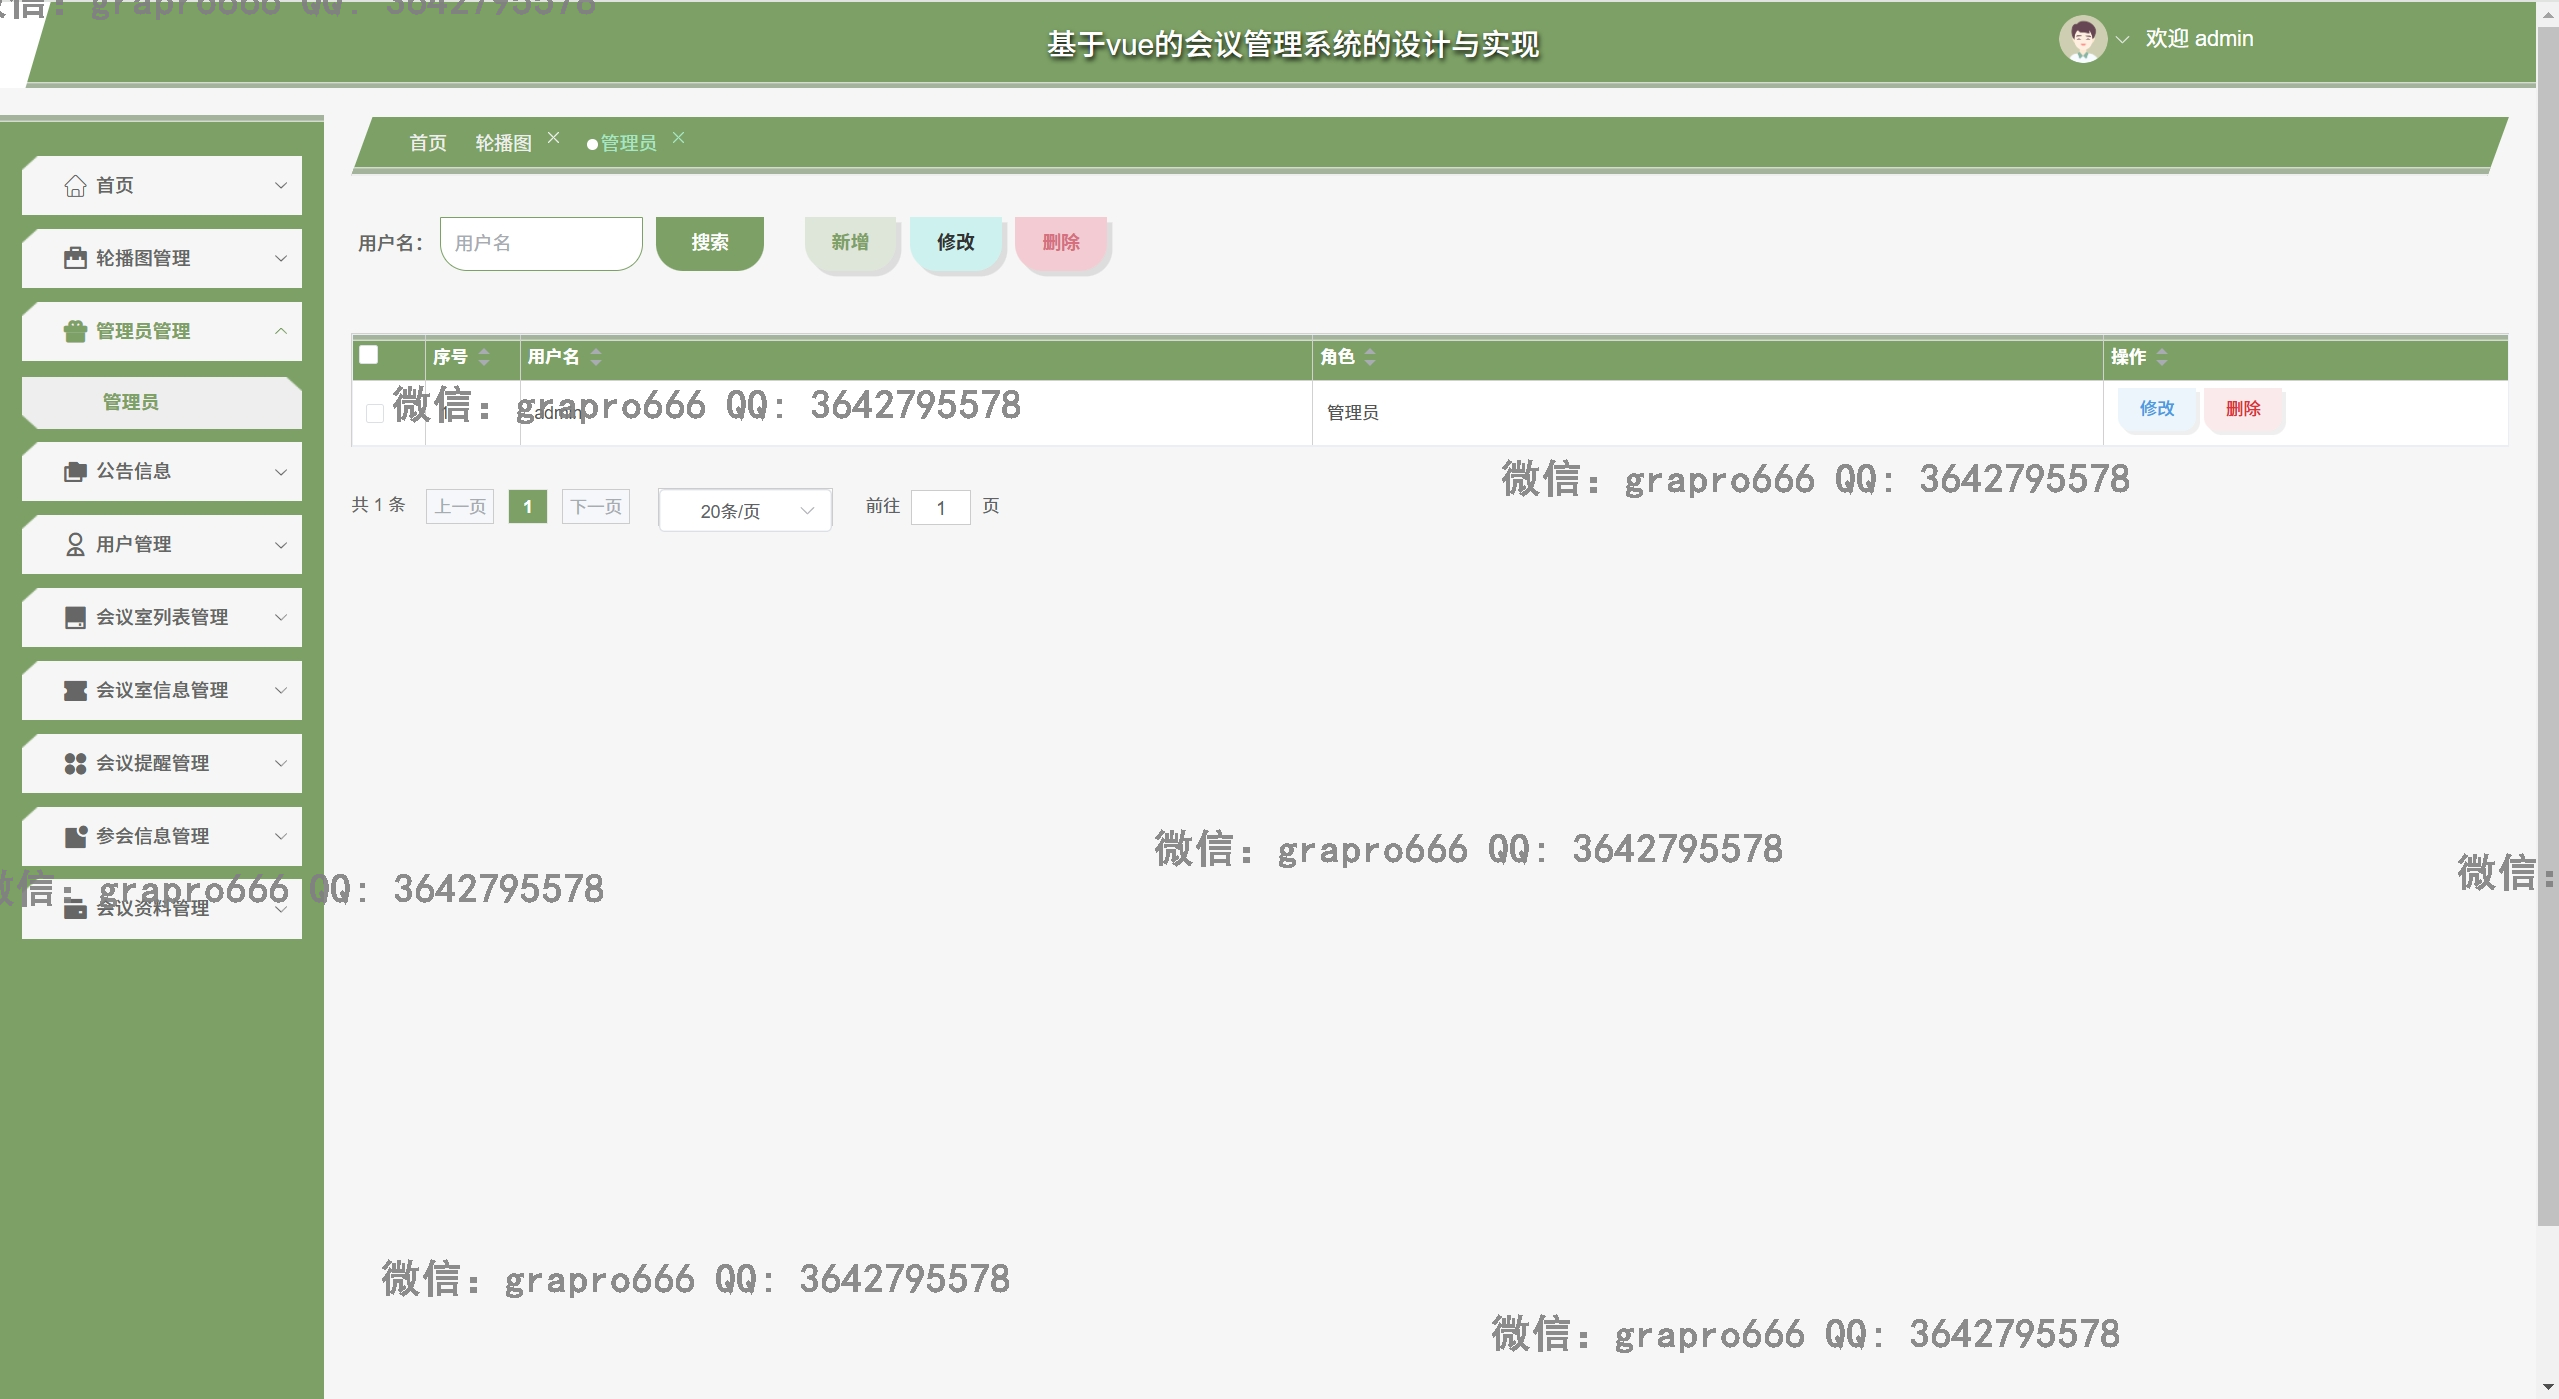 微信: grapro666 QQ: 3642795578
基于vue的会议管理系统的设计与实现
欢迎 admin
首页
轮播图管理
管理员管理
管理员
公告信息
用户管理
会议室列表管理
会议室信息管理
会议提醒管理
参会信息管理
会议资料管理
首页 轮播图 管理员
用户名： 用户名 搜索 新增 修改 删除
序号 用户名 角色 操作
admin 管理员 修改 删除
微信: grapro666 QQ: 3642795578
共 1 条 上一页 1 下一页 20条/页 前往 1 页
微信: grapro666 QQ: 3642795578
微信: grapro666 QQ: 3642795578
微信:
微信: grapro666 QQ: 3642795578
微信: grapro666 QQ: 3642795578
微信: grapro666 QQ: 3642795578